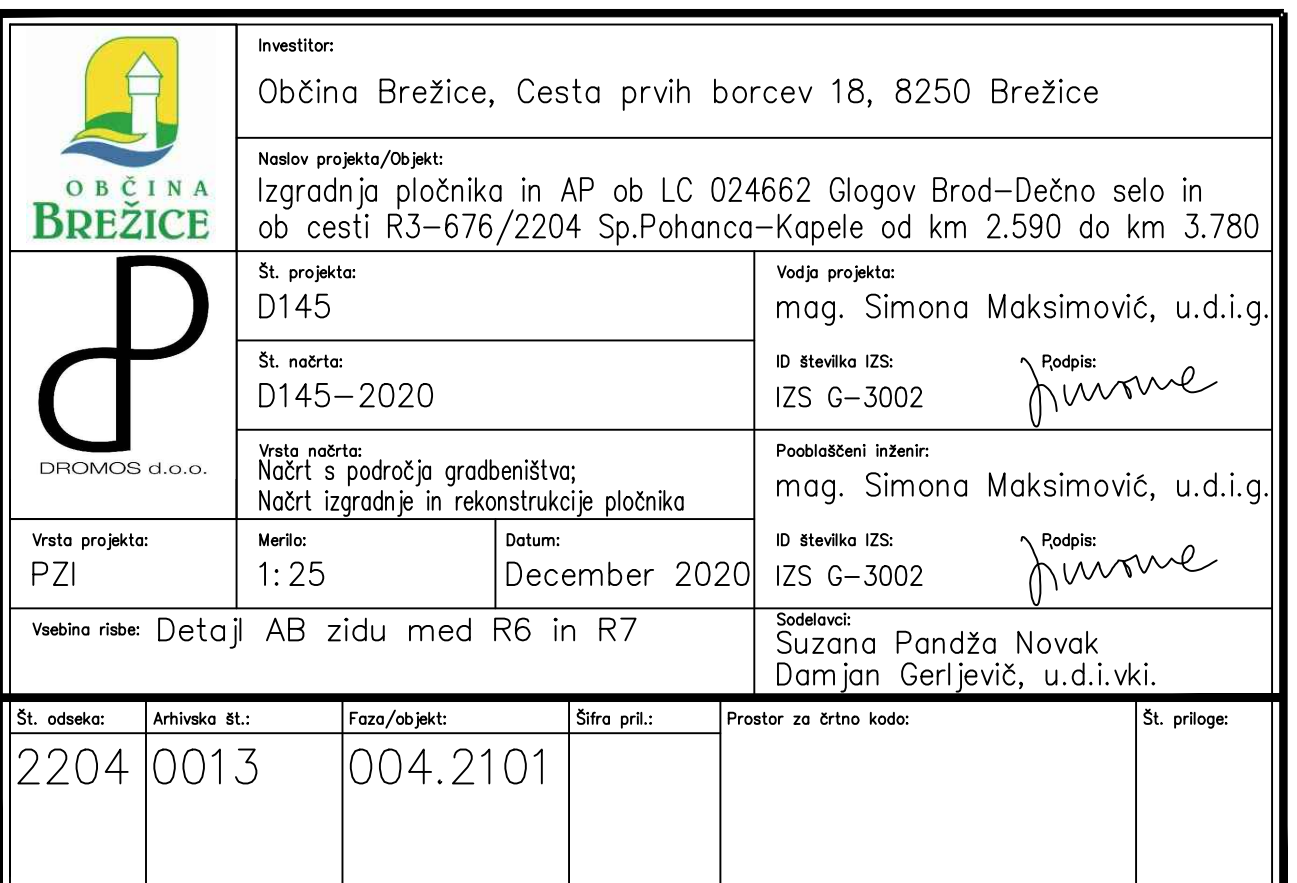 OBČINA
BREŽICE
Investitor:
Občina Brežice, Cesta prvih borcev 18, 8250 Brežice
Naslov projekta/Objekt:
Izgradnja pločnika in AP ob LC 024662 Glogov Brod-Dečno selo in
ob cesti R3-676/2204 Sp.Pohanca-Kapele od km 2.590 do km 3.780
DROMOS d.o.o.
Št. projekta:
D145
Vodja projekta:
mag. Simona Maksimović, u.d.i.g.
Št. načrta:
D145-2020
ID številka IZS:
IZS G-3002
Podpis:
Vrsta načrta:
Načrt s področja gradbeništva;
Načrt izgradnje in rekonstrukcije pločnika
Pooblaščeni inženir:
mag. Simona Maksimović, u.d.i.g.
Vrsta projekta:
PZI
Merilo:
1:25
Datum:
December 2020
ID številka IZS:
IZS G-3002
Podpis:
Vsebina risbe: Detajl AB zidu med R6 in R7
Sodelavci:
Suzana Pandža Novak
Damjan Gerljevič, u.d.i.vki.
Št. odseka:
2204
Arhivska št.:
0013
Faza/objekt:
004.2101
Šifra pril.:
Prostor za črtno kodo:
Št. priloge: